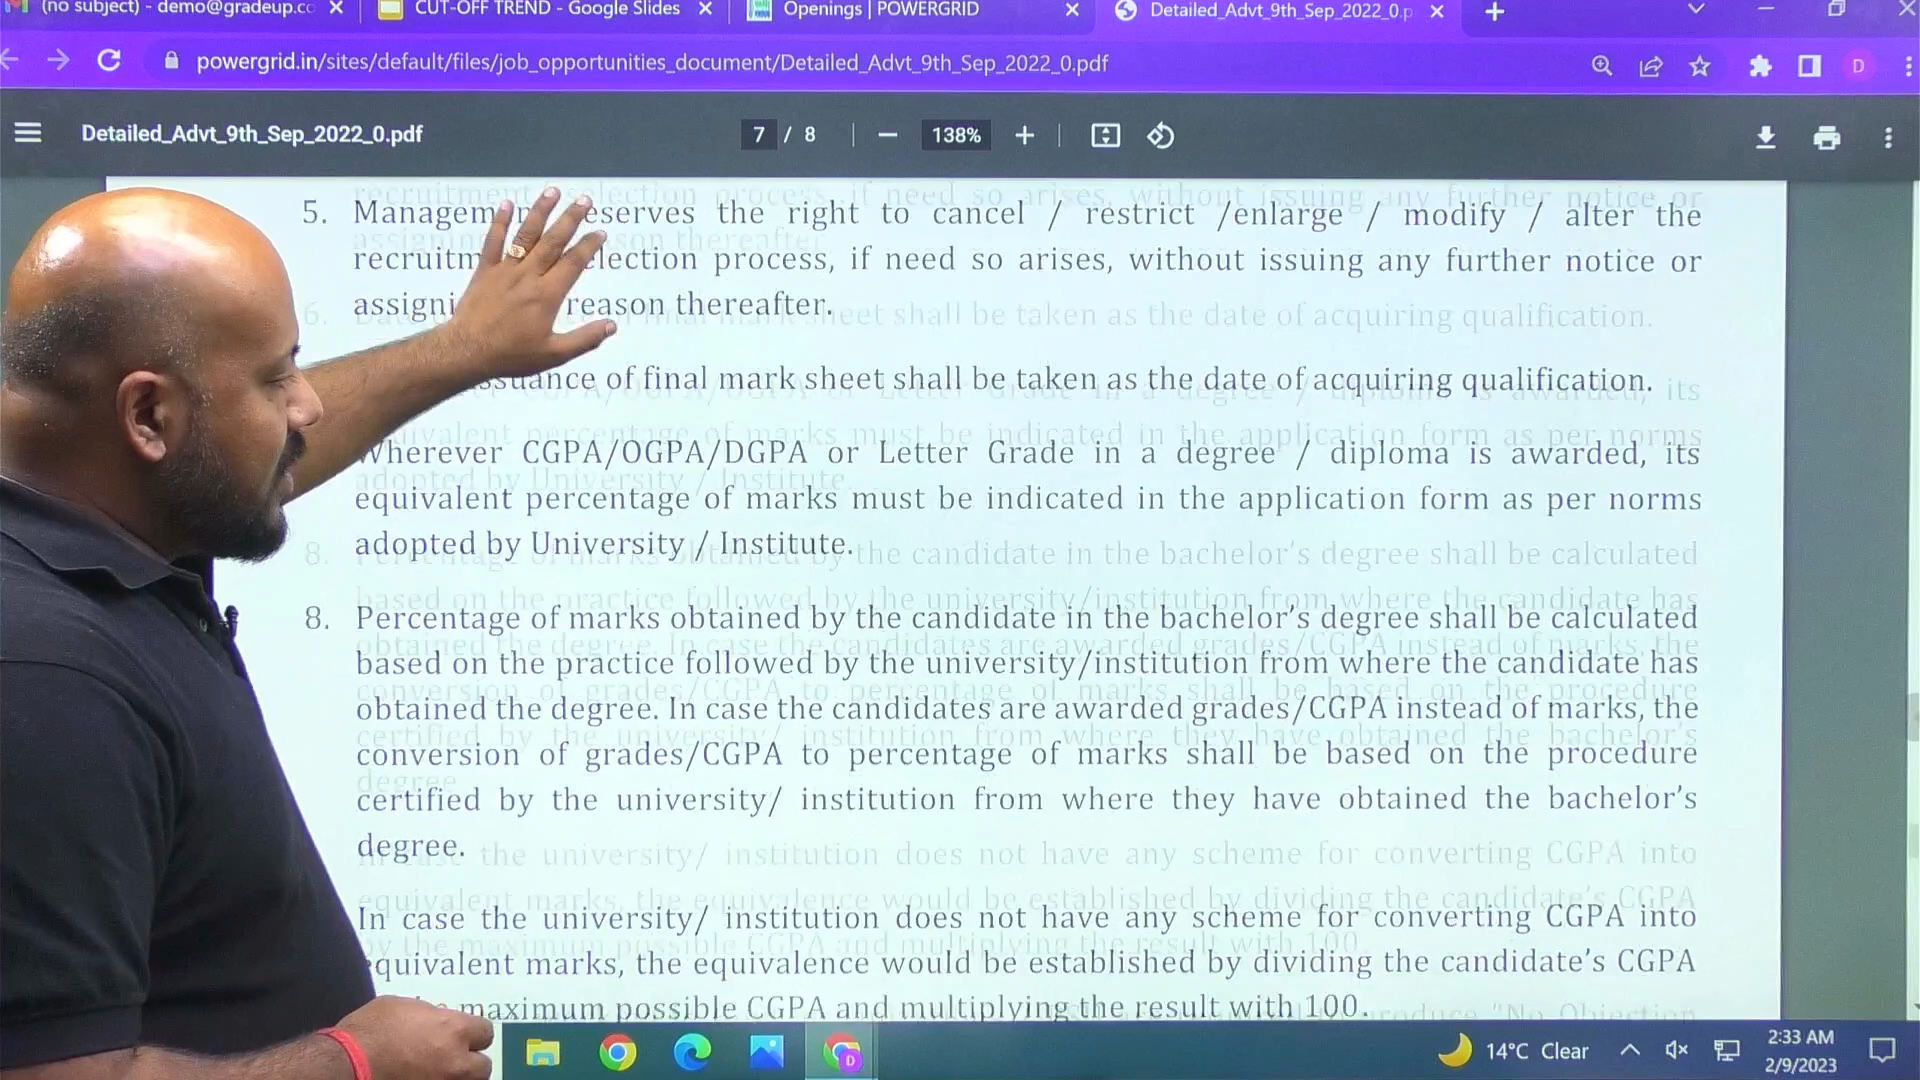 (no subject) - demo@gradeup.cc
CUT-OFF TREND - Google Slides
Openings | POWERGRID
Detailed_Advt_9th_Sep_2022_0.p
powergrid.in/sites/default/files/job_opportunities_document/Detailed_Advt_9th_Sep_2022_0.pdf
D
Detailed_Advt_9th_Sep_2022_0.pdf
7 / 8
138%
5. Managem eserves the right to cancel / restrict /enlarge / modify / alter the
recruitm lection process, if need so arises, without issuing any further notice or
assigni reason thereafter.
ssuance of final mark sheet shall be taken as the date of acquiring qualification.
Wherever CGPA/OGPA/DGPA or Letter Grade in a degree / diploma is awarded, its
equivalent percentage of marks must be indicated in the application form as per norms
adopted by University / Institute.
8. Percentage of marks obtained by the candidate in the bachelor's degree shall be calculated
based on the practice followed by the university/institution from where the candidate has
obtained the degree. In case the candidates are awarded grades/CGPA instead of marks, the
conversion of grades/CGPA to percentage of marks shall be based on the procedure
certified by the university/ institution from where they have obtained the bachelor's
degree.
In case the university/ institution does not have any scheme for converting CGPA into
equivalent marks, the equivalence would be established by dividing the candidate's CGPA
maximum possible CGPA and multiplying the result with 100.
D
14°C Clear
2:33 AM
2/9/2023